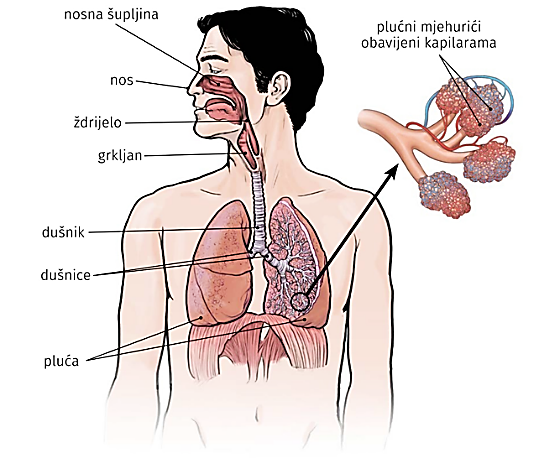 nosna šupljina
nos
ždrijelo
grkljan
dušnik
dušnice
pluća
plućni mjehurići
obavijeni kapilarama